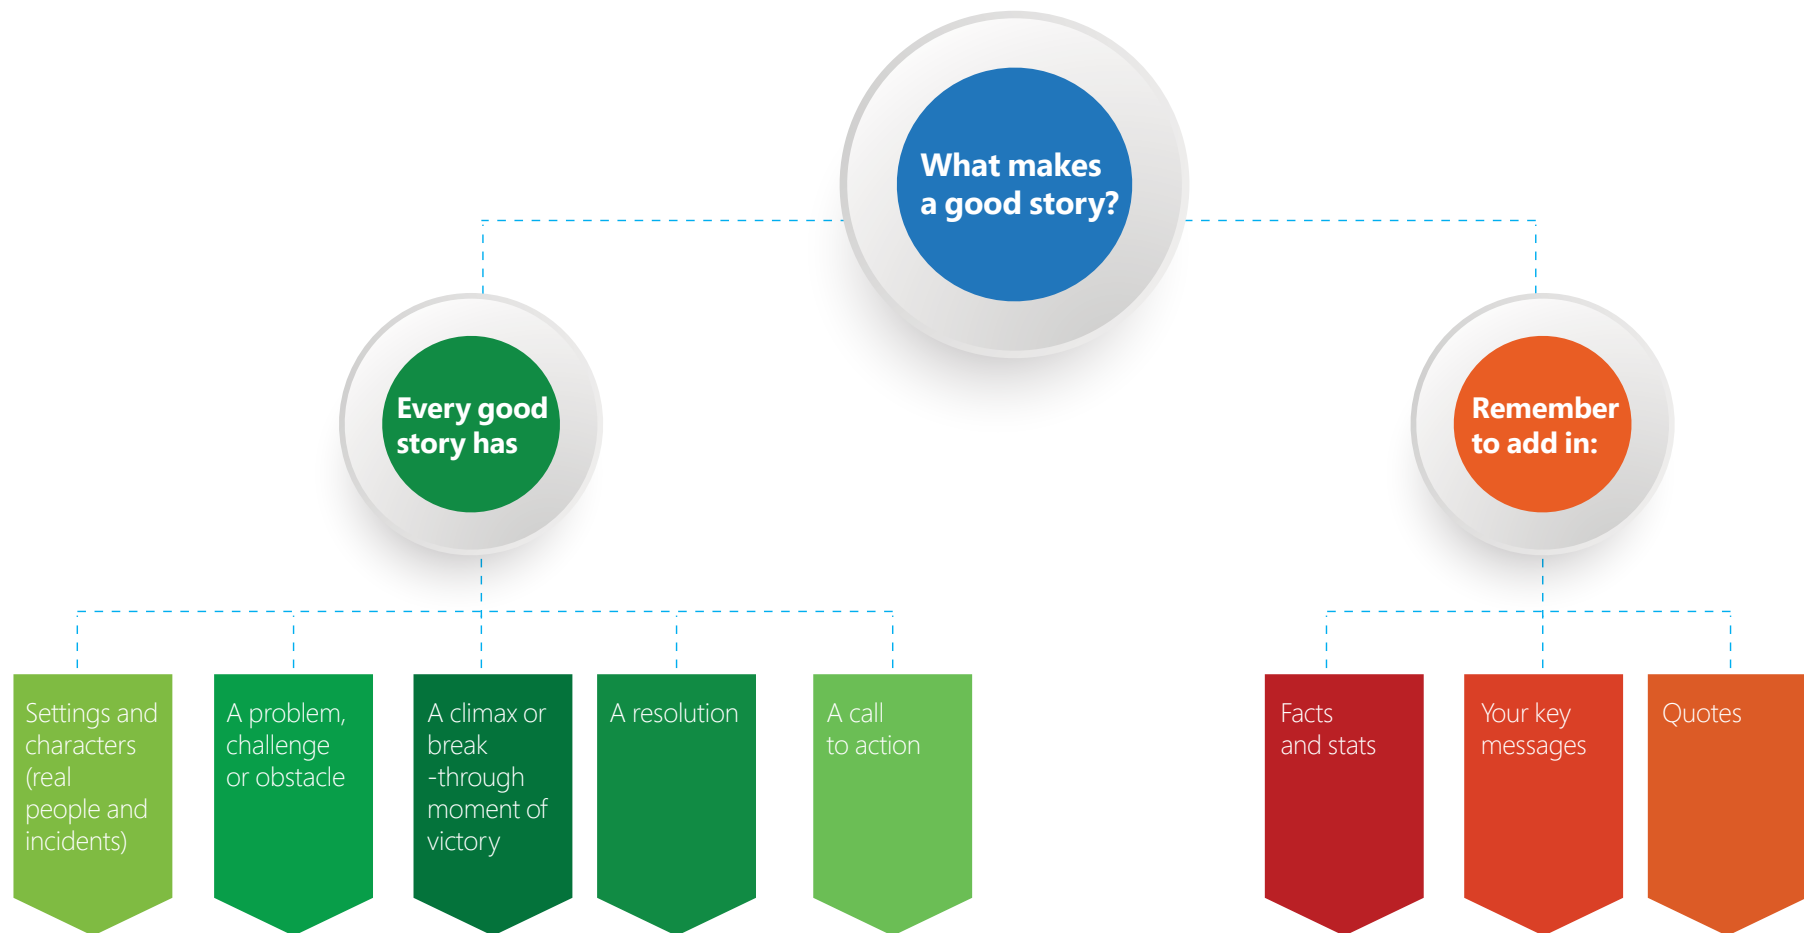 What makes
a good story?
Every good
story has
Remember
to add in:
Settings and
characters
(real
people and
incidents)
A problem,
challenge
or obstacle
A climax or
break
-through
moment of
victory
A resolution
A call
to action
Facts
and stats
Your key
messages
Quotes